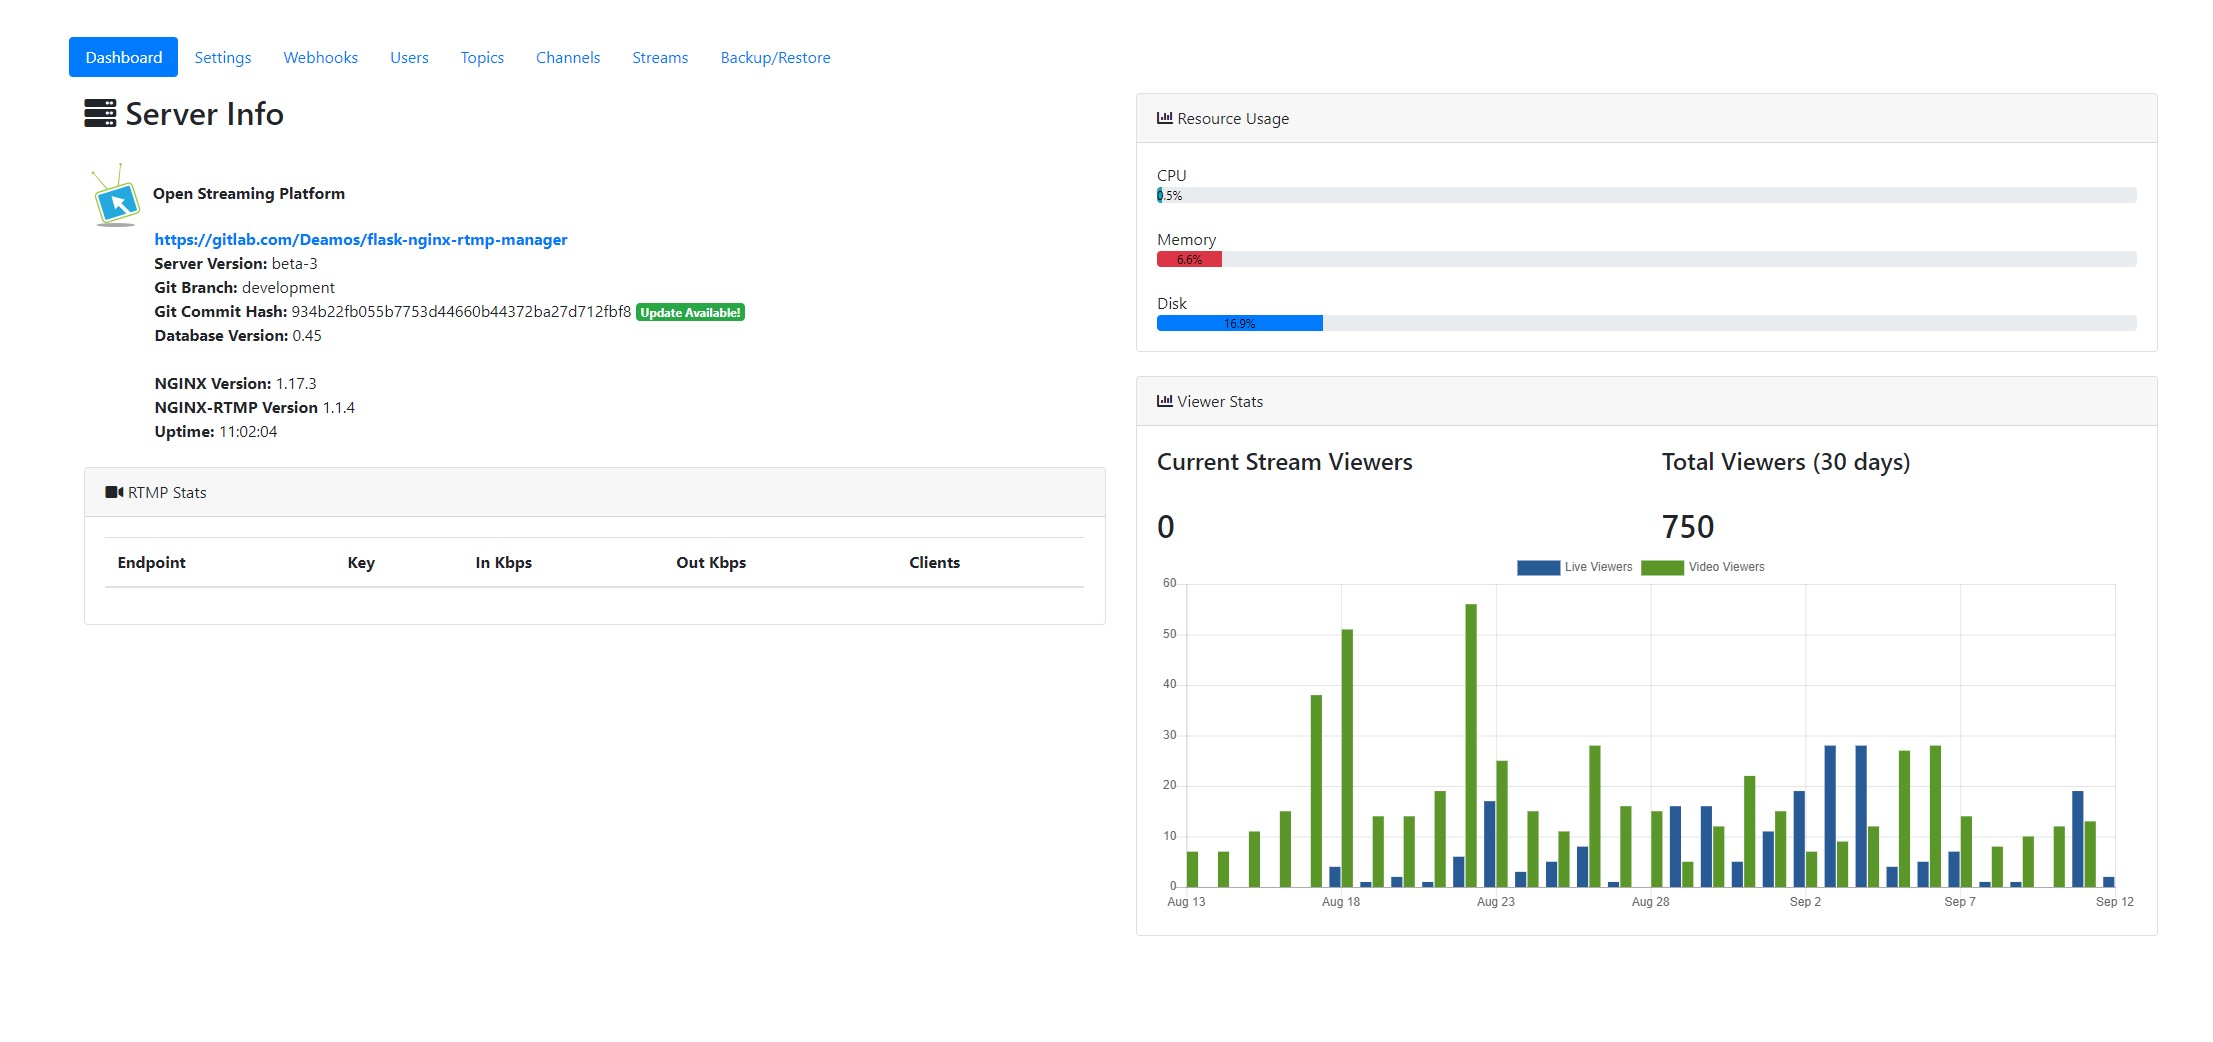 Dashboard Settings Webhooks Users Topics Channels Streams Backup/Restore
Server Info
Open Streaming Platform
https://gitlab.com/Deamos/flask-nginx-rtmp-manager
Server Version: beta-3
Git Branch: development
Git Commit Hash: 934b22fb055b7753d44660b44372ba27d712fbf8 Update Available!
Database Version: 0.45
NGINX Version: 1.17.3
NGINX-RTMP Version 1.1.4
Uptime: 11:02:04
RTMP Stats
Endpoint Key In Kbps Out Kbps Clients
Resource Usage
CPU
0.5%
Memory
6.6%
Disk
16.9%
Viewer Stats
Current Stream Viewers Total Viewers (30 days)
0 750
Live Viewers Video Viewers
60
50
40
30
20
10
0
Aug 13 Aug 18 Aug 23 Aug 28 Sep 2 Sep 7 Sep 12